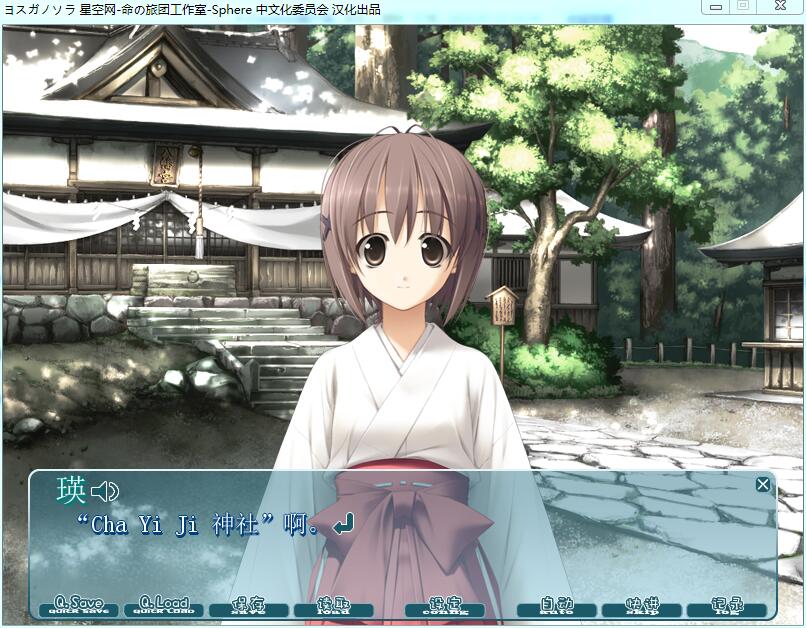 ヨスガノソラ 星空网-命の旅団工作室-Sphere 中文化委员会 汉化出品
瑛
“Cha Yi Ji 神社”啊。
Q.Save Q.Load 保存 读取 设定 自动 快进 记录
quick save quick load save load config auto skip log